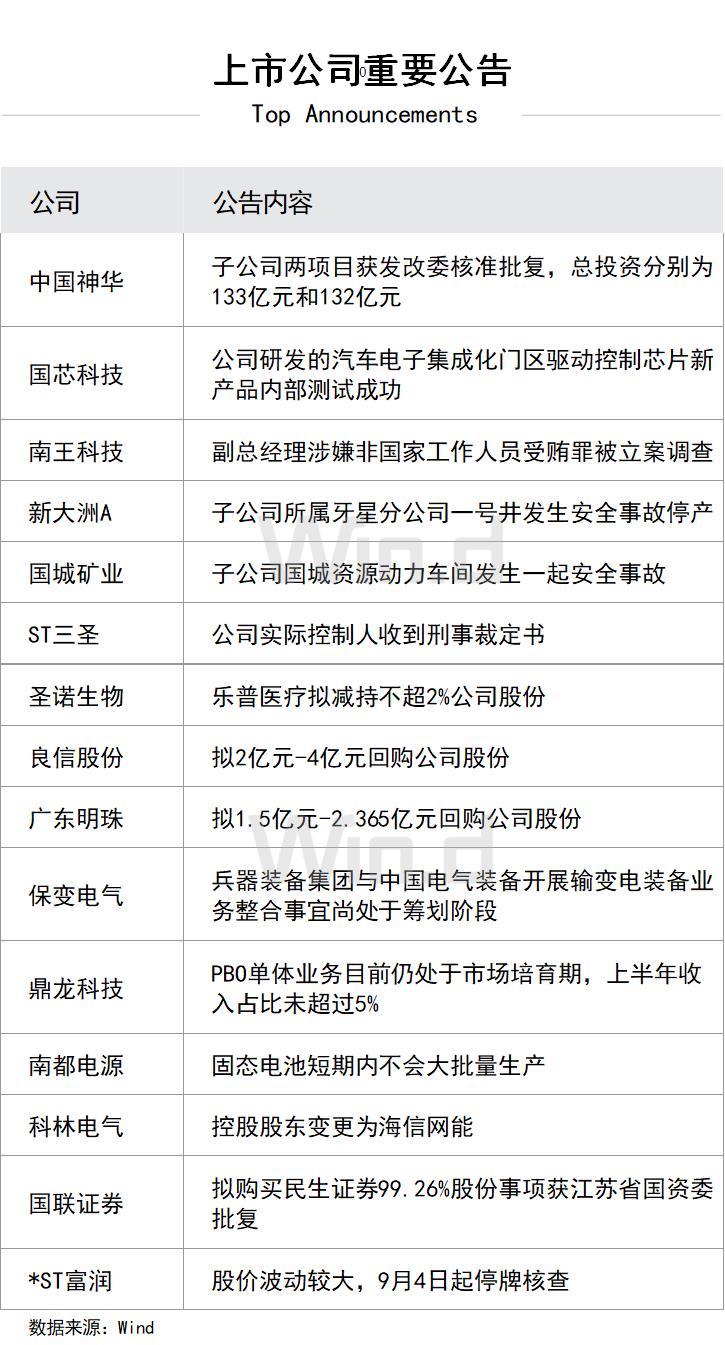 上市公司重要公告
Top Announcements
公司 公告内容
中国神华 子公司两项目获发改委核准批复，总投资分别为
133亿元和132亿元
国芯科技 公司研发的汽车电子集成化门区驱动控制芯片新
产品内部测试成功
南王科技 副总经理涉嫌非国家工作人员受贿罪被立案调查
新大洲A 子公司所属牙星分公司一号井发生安全事故停产
国城矿业 子公司国城资源动力车间发生一起安全事故
ST三圣 公司实际控制人收到刑事裁定书
圣诺生物 乐普医疗拟减持不超2%公司股份
良信股份 拟2亿元-4亿元回购公司股份
广东明珠 拟1.5亿元-2.365亿元回购公司股份
保变电气 兵器装备集团与中国电气装备开展输变电装备业
务整合事宜尚处于筹划阶段
鼎龙科技 PBO单体业务目前仍处于市场培育期，上半年收
入占比未超过5%
南都电源 固态电池短期内不会大批量生产
科林电气 控股股东变更为海信网能
国联证券 拟购买民生证券99.26%股份事项获江苏省国资委
批复
*ST富润 股价波动较大，9月4日起停牌核查
数据来源：Wind
Win.d
Win.d